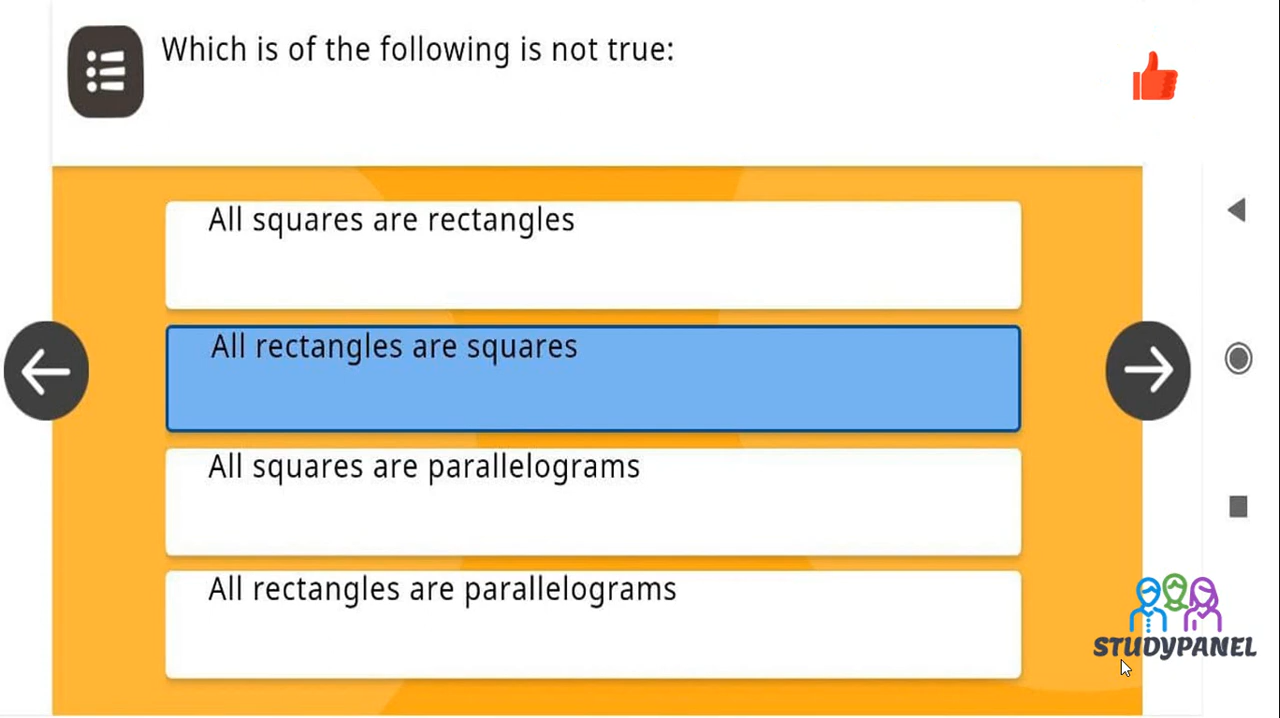 Which is of the following is not true:
All squares are rectangles
All rectangles are squares
All squares are parallelograms
All rectangles are parallelograms
STUDYPANEL